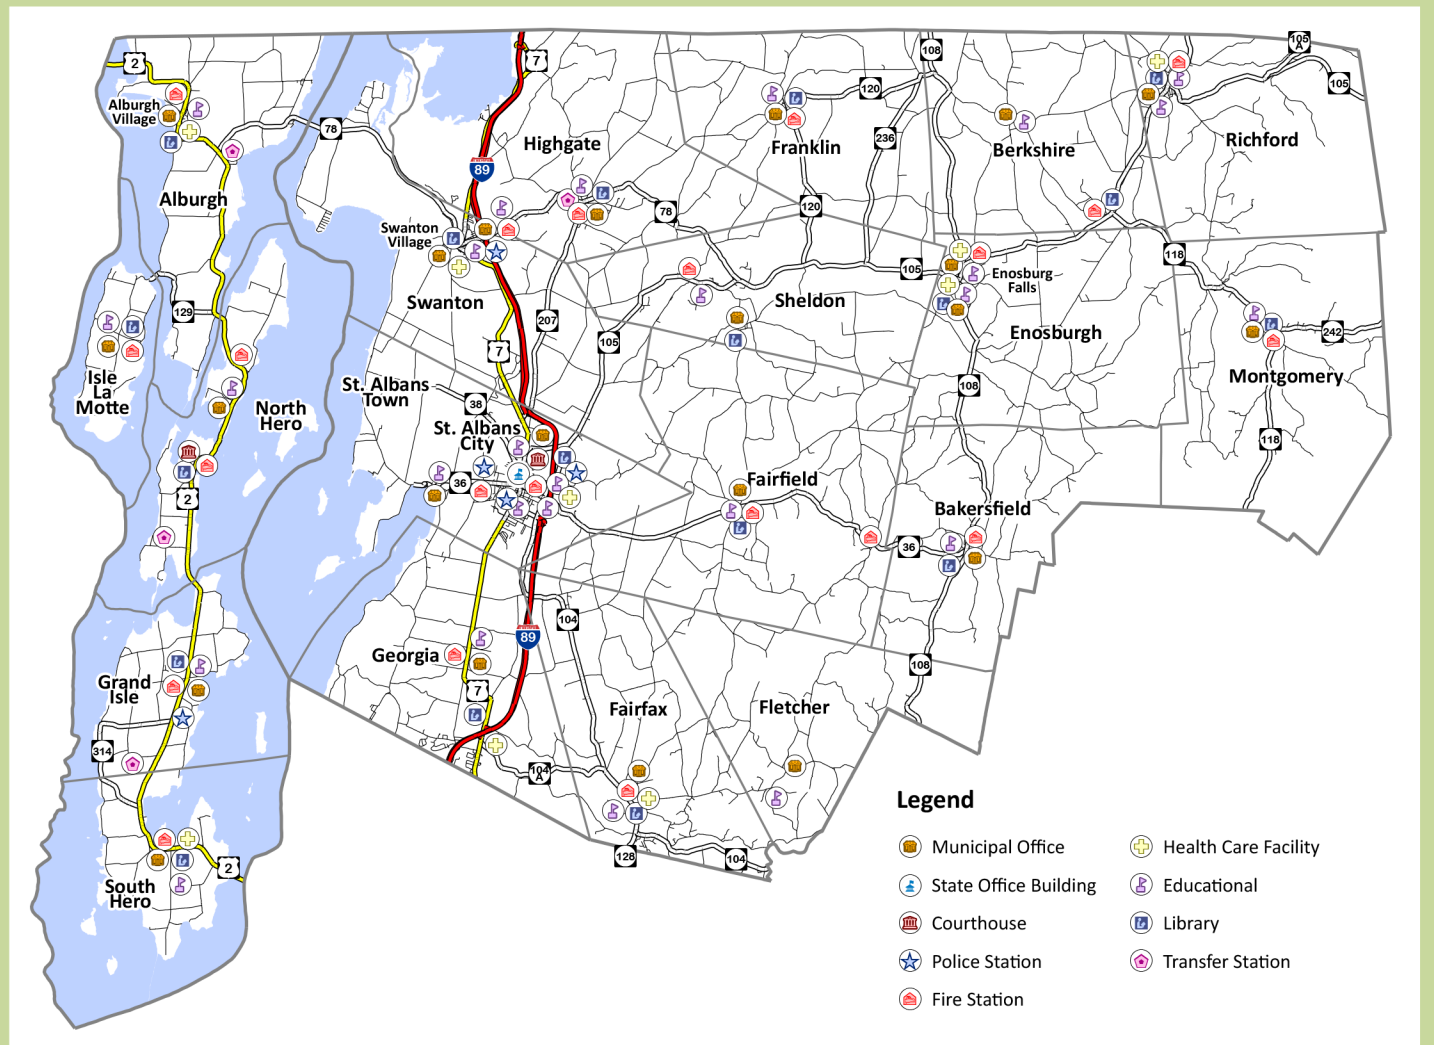 105
A
108
7
2
105
120
Alburgh
Village
78
236
Highgate
Franklin
Berkshire
Richford
89
Alburgh
120
78
Swanton
Village
118
105
Enosburg
Falls
Swanton
Sheldon
129
207
Enosburgh
242
105
7
Isle
La
Motte
Montgomery
St. Albans
Town
108
38
North
Hero
St. Albans
City
118
36
Fairfield
2
Bakersfield
36
104
89
Georgia
108
Grand
Isle
7
Fairfax
Fletcher
314
104
A
Legend
Municipal Office
Health Care Facility
128
104
2
South
Hero
State Office Building
Educational
Courthouse
Library
Police Station
Transfer Station
Fire Station